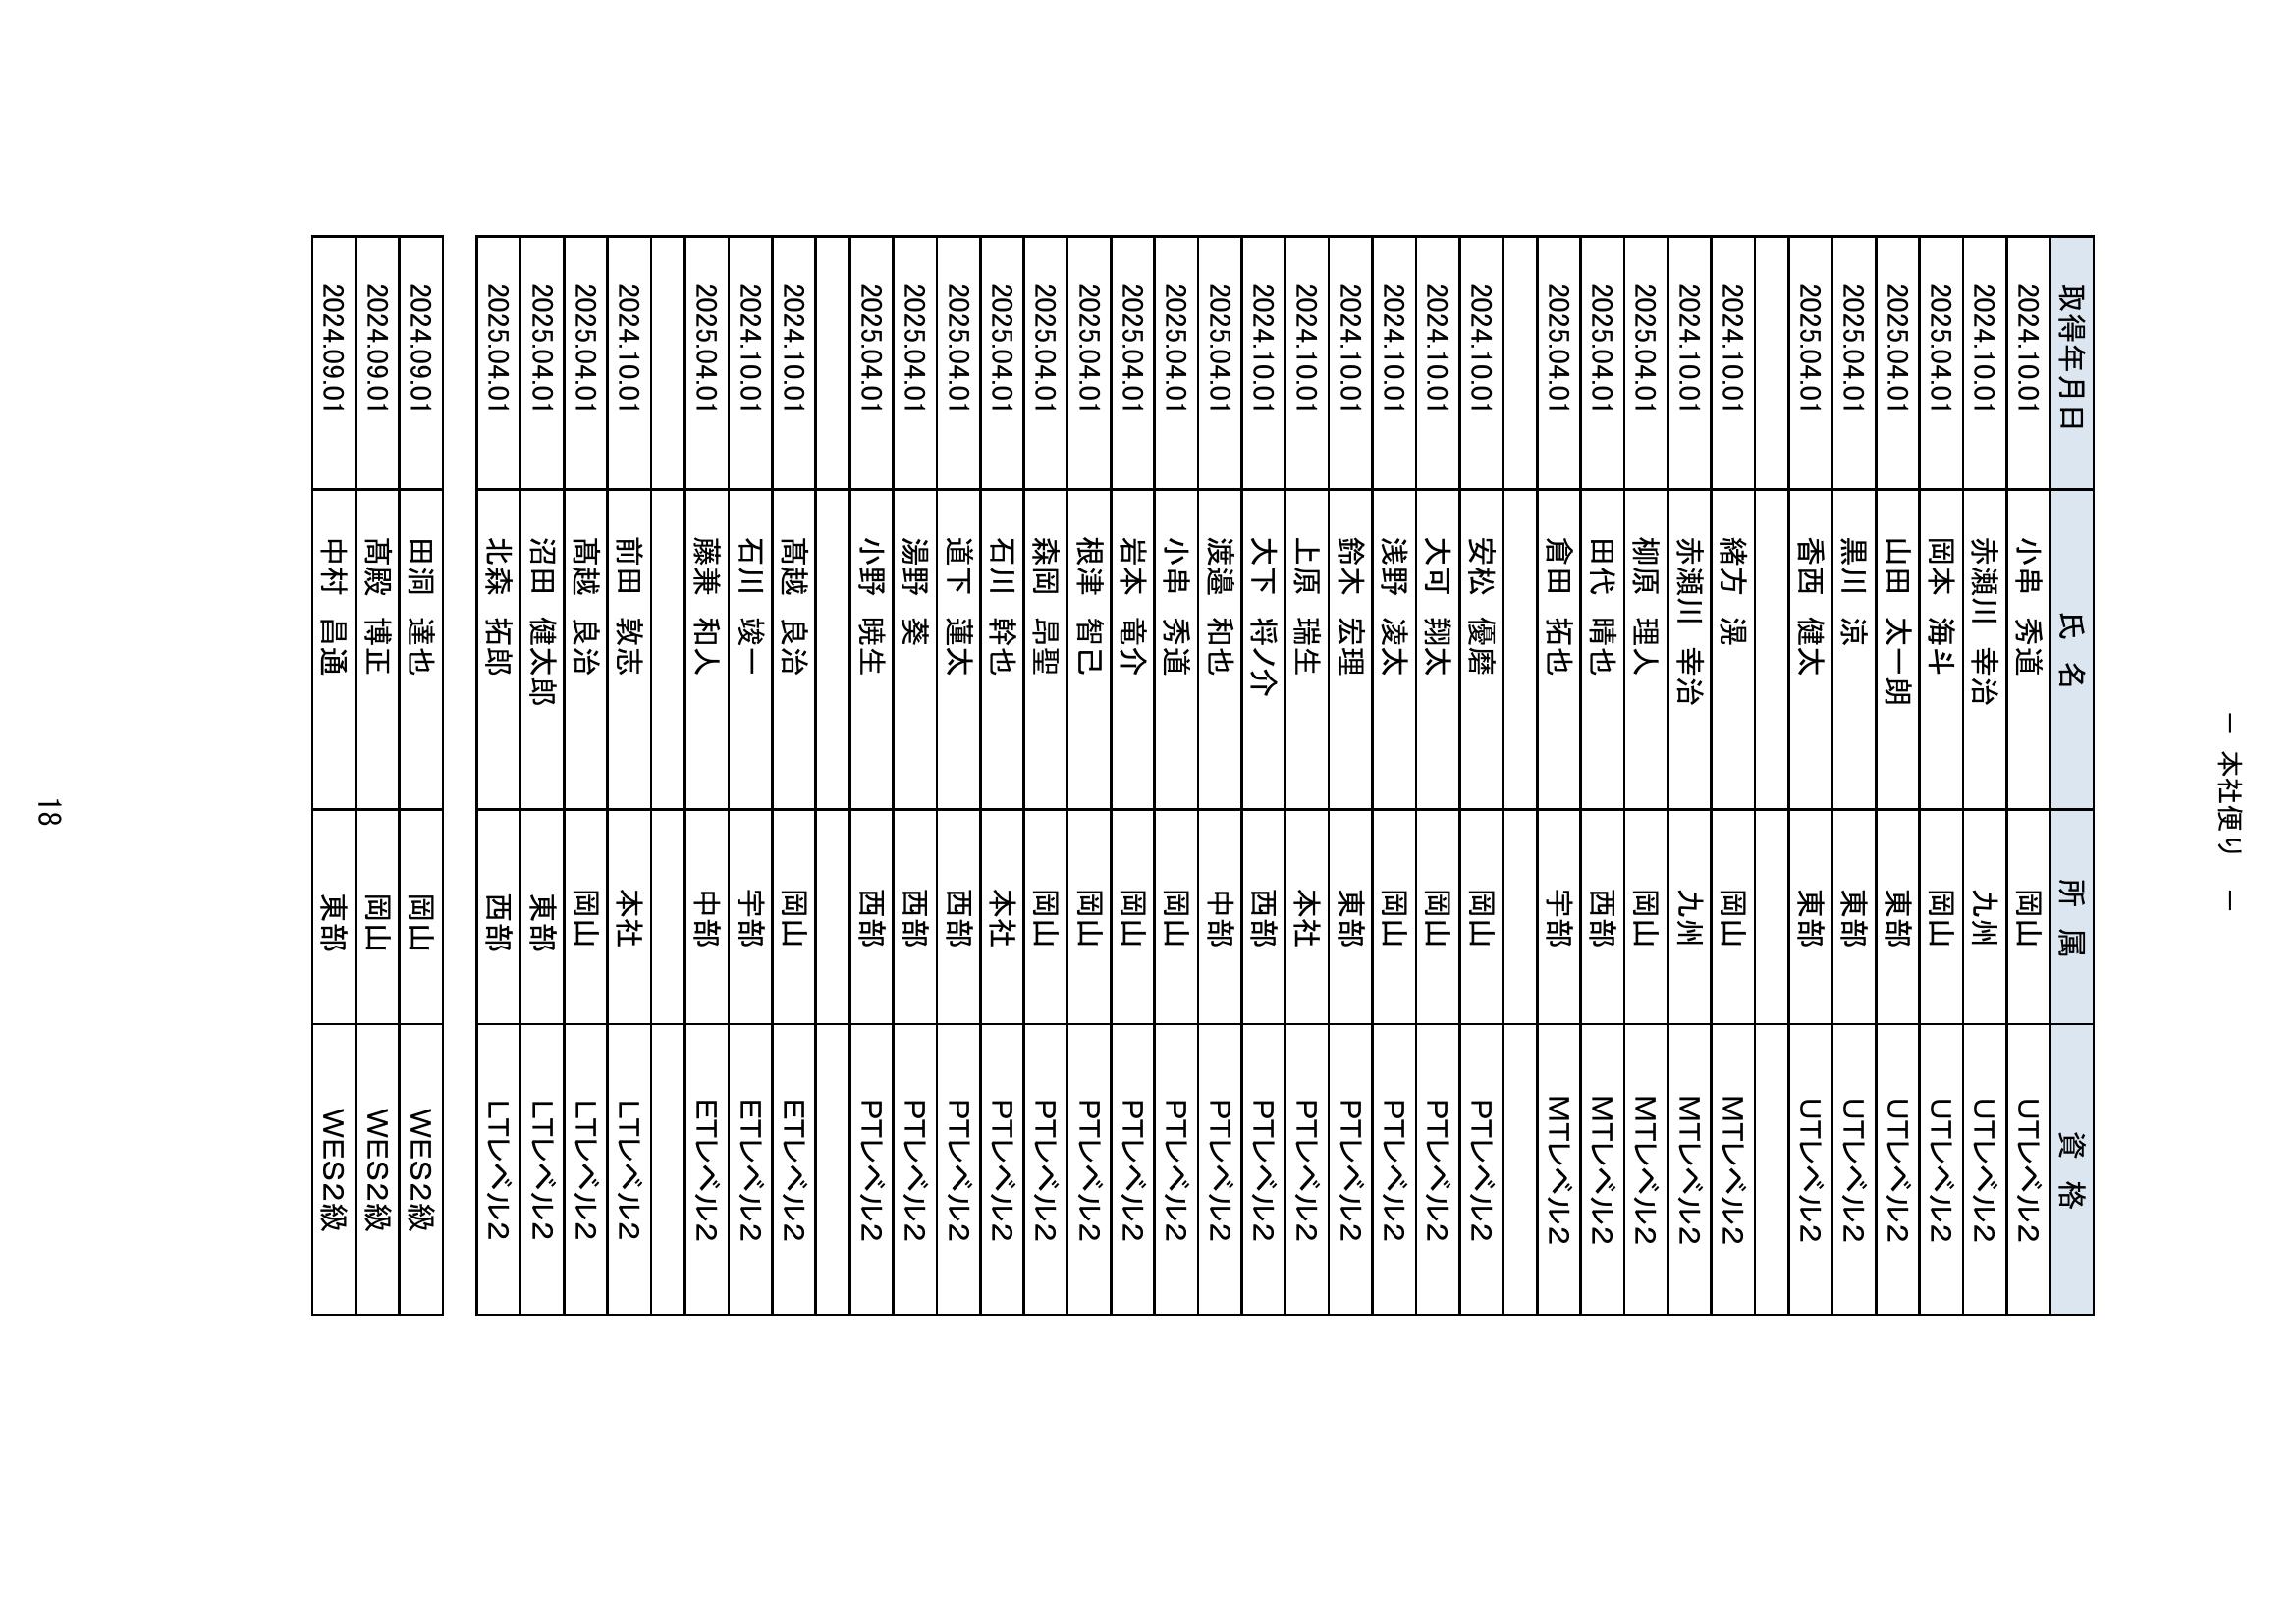 － 本社便り －
取得年月日 氏 名 所 属 資 格
2024.10.01 小串 秀道 岡山 UTレベル2
2024.10.01 赤瀬川 幸治 九州 UTレベル2
2025.04.01 岡本 海斗 岡山 UTレベル2
2025.04.01 山田 太一朗 東部 UTレベル2
2025.04.01 黒川 涼 東部 UTレベル2
2025.04.01 香西 健太 東部 UTレベル2
2024.10.01 緒方 滉 岡山 MTレベル2
2024.10.01 赤瀬川 幸治 九州 MTレベル2
2025.04.01 柳原 理人 岡山 MTレベル2
2025.04.01 田代 晴也 西部 MTレベル2
2025.04.01 倉田 拓也 宇部 MTレベル2
2024.10.01 安松 優磨 岡山 PTレベル2
2024.10.01 大可 翔太 岡山 PTレベル2
2024.10.01 浅野 凌太 岡山 PTレベル2
2024.10.01 鈴木 宏理 東部 PTレベル2
2024.10.01 上原 瑞生 本社 PTレベル2
2024.10.01 大下 将ノ介 西部 PTレベル2
2025.04.01 渡邉 和也 中部 PTレベル2
2025.04.01 小串 秀道 岡山 PTレベル2
2025.04.01 岩本 竜介 岡山 PTレベル2
2025.04.01 根津 智己 岡山 PTレベル2
2025.04.01 森岡 昂聖 岡山 PTレベル2
2025.04.01 石川 幹也 本社 PTレベル2
2025.04.01 道下 蓮太 西部 PTレベル2
2025.04.01 湯野 葵 西部 PTレベル2
2025.04.01 小野 暁生 西部 PTレベル2
2024.10.01 髙越 良治 岡山 ETレベル2
2024.10.01 石川 竣一 宇部 ETレベル2
2025.04.01 藤兼 和人 中部 ETレベル2
2024.10.01 前田 敦志 本社 LTレベル2
2025.04.01 髙越 良治 岡山 LTレベル2
2025.04.01 沼田 健太郎 東部 LTレベル2
2025.04.01 北森 拓郎 西部 LTレベル2
2024.09.01 田洞 達也 岡山 WES2級
2024.09.01 髙殿 博正 岡山 WES2級
2024.09.01 中村 昌通 東部 WES2級
18